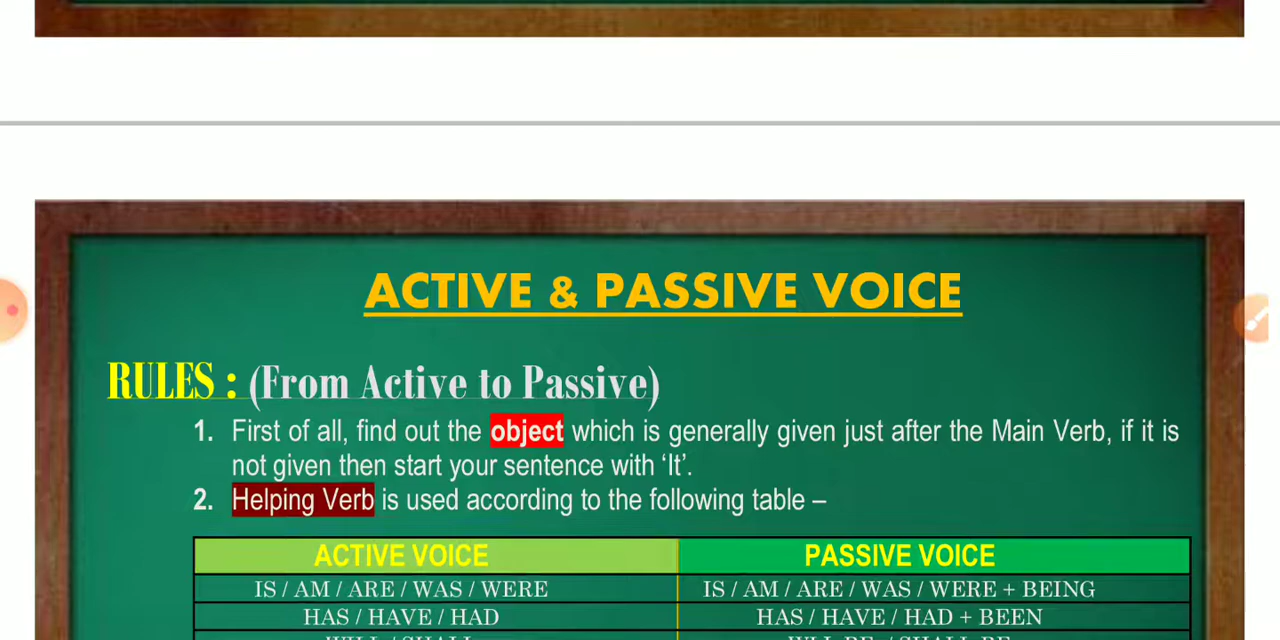 ACTIVE & PASSIVE VOICE
RULES : (From Active to Passive)
1. First of all, find out the object which is generally given just after the Main Verb, if it is
not given then start your sentence with ‘It’.
2. Helping Verb is used according to the following table –
ACTIVE VOICE PASSIVE VOICE
IS / AM / ARE / WAS / WERE IS / AM / ARE / WAS / WERE + BEING
HAS / HAVE / HAD HAS / HAVE / HAD + BEEN